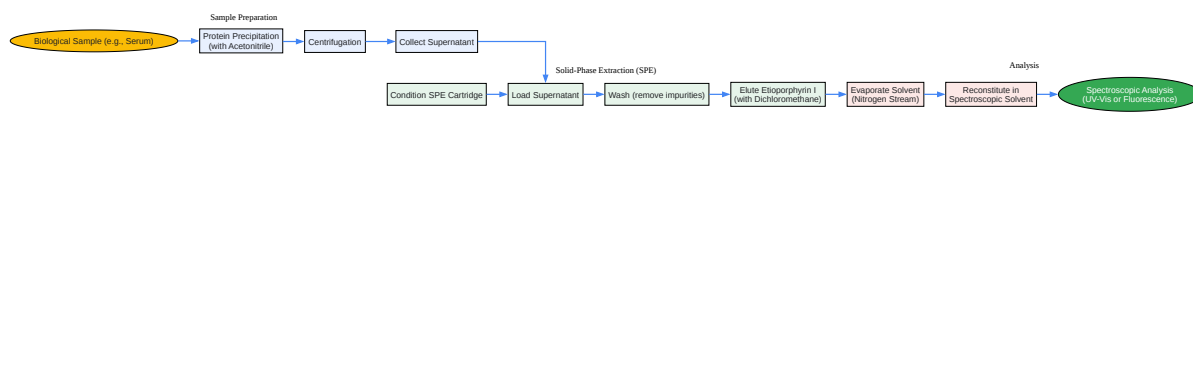 Sample Preparation
Biological Sample (e.g., Serum)
Protein Precipitation
(with Acetonitrile)
Centrifugation
Collect Supernatant
Solid-Phase Extraction (SPE)
Condition SPE Cartridge
Load Supernatant
Wash (remove impurities)
Elute Etioporphyrin I
(with Dichloromethane)
Analysis
Evaporate Solvent
(Nitrogen Stream)
Reconstitute in
Spectroscopic Solvent
Spectroscopic Analysis
(UV-Vis or Fluorescence)